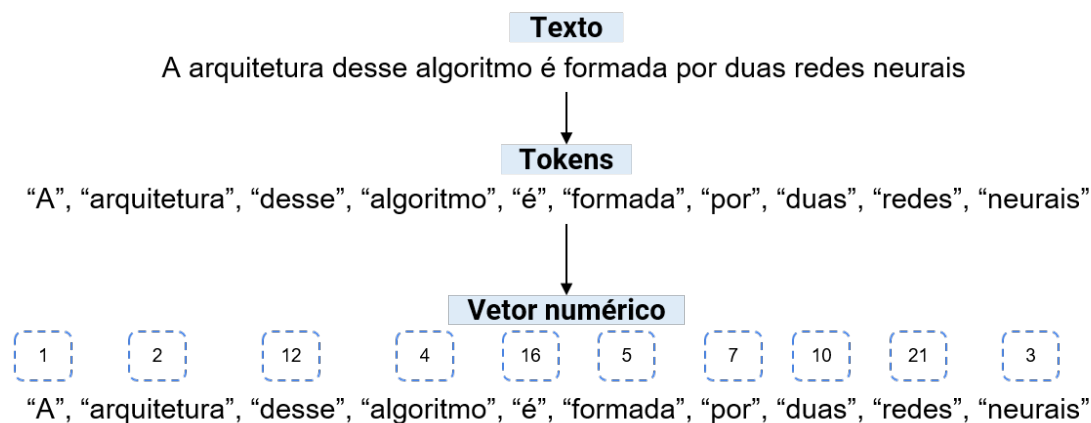 Texto
A arquitetura desse algoritmo é formada por duas redes neurais
Tokens
“A”, “arquitetura”, “desse”, “algoritmo”, “é”, “formada”, “por”, “duas”, “redes”, “neurais”
Vetor numérico
1 2 12 4 16 5 7 10 21 3
“A”, “arquitetura”, “desse”, “algoritmo”, “é”, “formada”, “por”, “duas”, “redes”, “neurais”